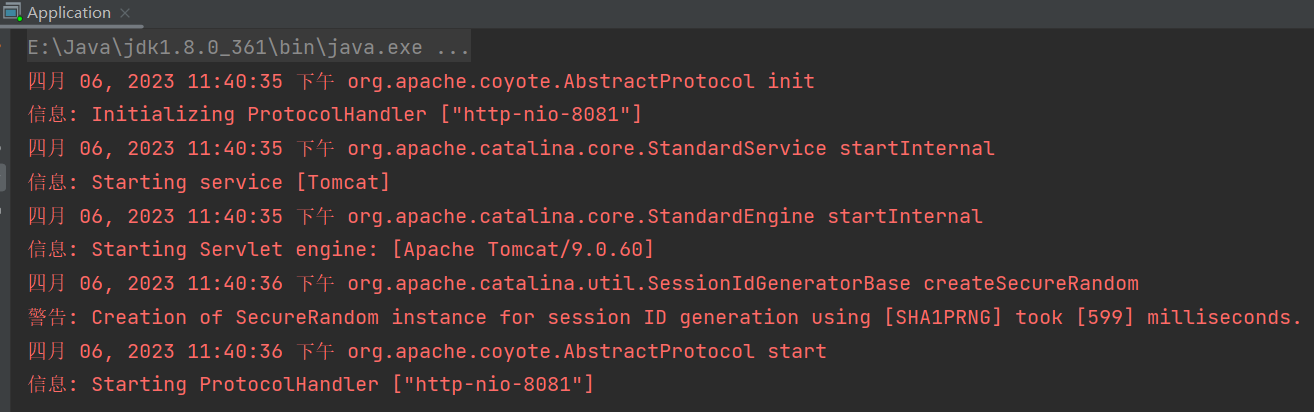 Application
E:\Java\jdk1.8.0_361\bin\java.exe ...
四月 06, 2023 11:40:35 下午 org.apache.coyote.AbstractProtocol init
信息: Initializing ProtocolHandler ["http-nio-8081"]
四月 06, 2023 11:40:35 下午 org.apache.catalina.core.StandardService startInternal
信息: Starting service [Tomcat]
四月 06, 2023 11:40:35 下午 org.apache.catalina.core.StandardEngine startInternal
信息: Starting Servlet engine: [Apache Tomcat/9.0.60]
四月 06, 2023 11:40:36 下午 org.apache.catalina.util.SessionIdGeneratorBase createSecureRandom
警告: Creation of SecureRandom instance for session ID generation using [SHA1PRNG] took [599] milliseconds.
四月 06, 2023 11:40:36 下午 org.apache.coyote.AbstractProtocol start
信息: Starting ProtocolHandler ["http-nio-8081"]